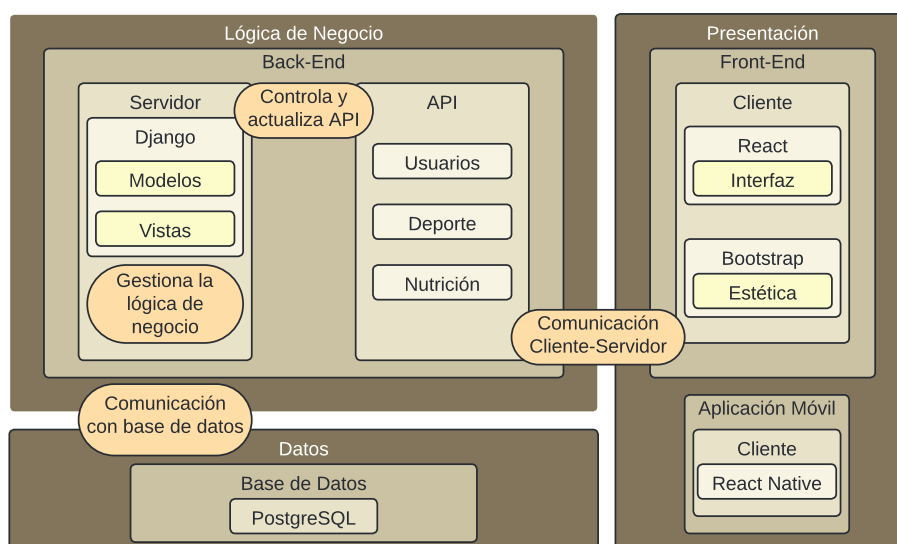 Lógica de Negocio
Back-End
Servidor
Django
Modelos
Vistas
Gestiona la
lógica de
negocio
Controla y
actualiza API
API
Usuarios
Deporte
Nutrición
Comunicación
Cliente-Servidor
Presentación
Front-End
Cliente
React
Interfaz
Bootstrap
Estética
Aplicación Móvil
Cliente
React Native
Comunicación
con base de datos
Datos
Base de Datos
PostgreSQL